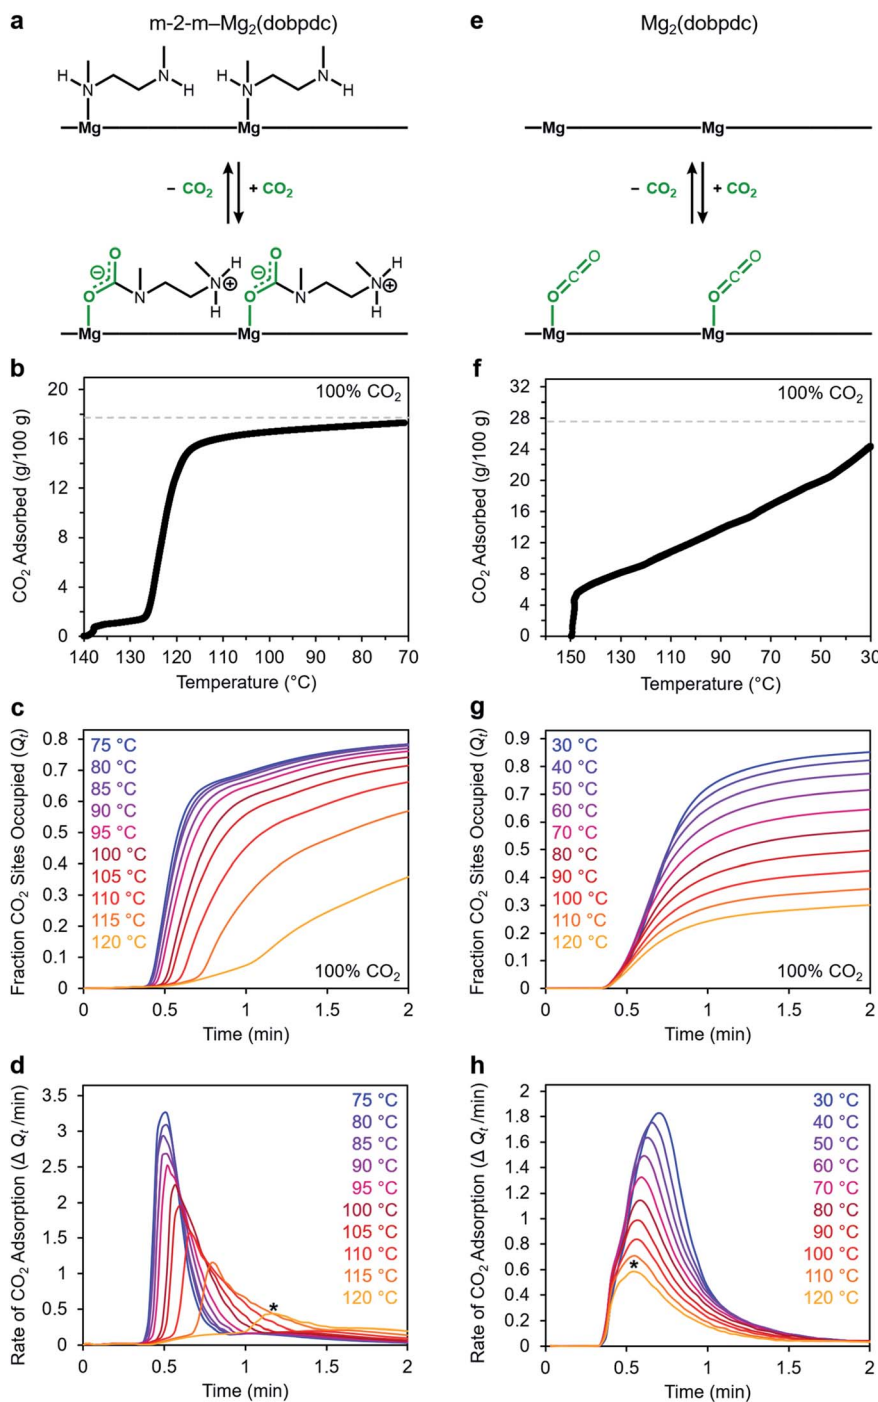 a
m-2-m–Mg2(dobpdc)
H
N
N
H
H
N
N
H
Mg
Mg
– CO2
+ CO2
O
⊖
O
N
N
H
⊕
H
O
⊖
O
N
N
H
⊕
H
Mg
Mg
e
Mg2(dobpdc)
Mg
Mg
– CO2
+ CO2
O
C
O
O
C
O
Mg
Mg
b
100% CO2
CO2 Adsorbed (g/100 g)
20
16
12
8
4
0
140 130 120 110 100 90 80 70
Temperature (°C)
f
100% CO2
CO2 Adsorbed (g/100 g)
32
28
24
20
16
12
8
4
0
150 130 110 90 70 50 30
Temperature (°C)
c
Fraction CO2 Sites Occupied (Qt)
0.8
0.7
0.6
0.5
0.4
0.3
0.2
0.1
0
75 °C
80 °C
85 °C
90 °C
95 °C
100 °C
105 °C
110 °C
115 °C
120 °C
100% CO2
0 0.5 1 1.5 2
Time (min)
g
Fraction CO2 Sites Occupied (Qt)
0.9
0.8
0.7
0.6
0.5
0.4
0.3
0.2
0.1
0
30 °C
40 °C
50 °C
60 °C
70 °C
80 °C
90 °C
100 °C
110 °C
120 °C
100% CO2
0 0.5 1 1.5 2
Time (min)
d
Rate of CO2 Adsorption (Δ Qt /min)
3.5
3
2.5
2
1.5
1
0.5
0
75 °C
80 °C
85 °C
90 °C
95 °C
100 °C
105 °C
110 °C
115 °C
120 °C
*
0 0.5 1 1.5 2
Time (min)
h
Rate of CO2 Adsorption (Δ Qt /min)
2
1.8
1.6
1.4
1.2
1
0.8
0.6
0.4
0.2
0
30 °C
40 °C
50 °C
60 °C
70 °C
80 °C
90 °C
100 °C
110 °C
120 °C
*
0 0.5 1 1.5 2
Time (min)